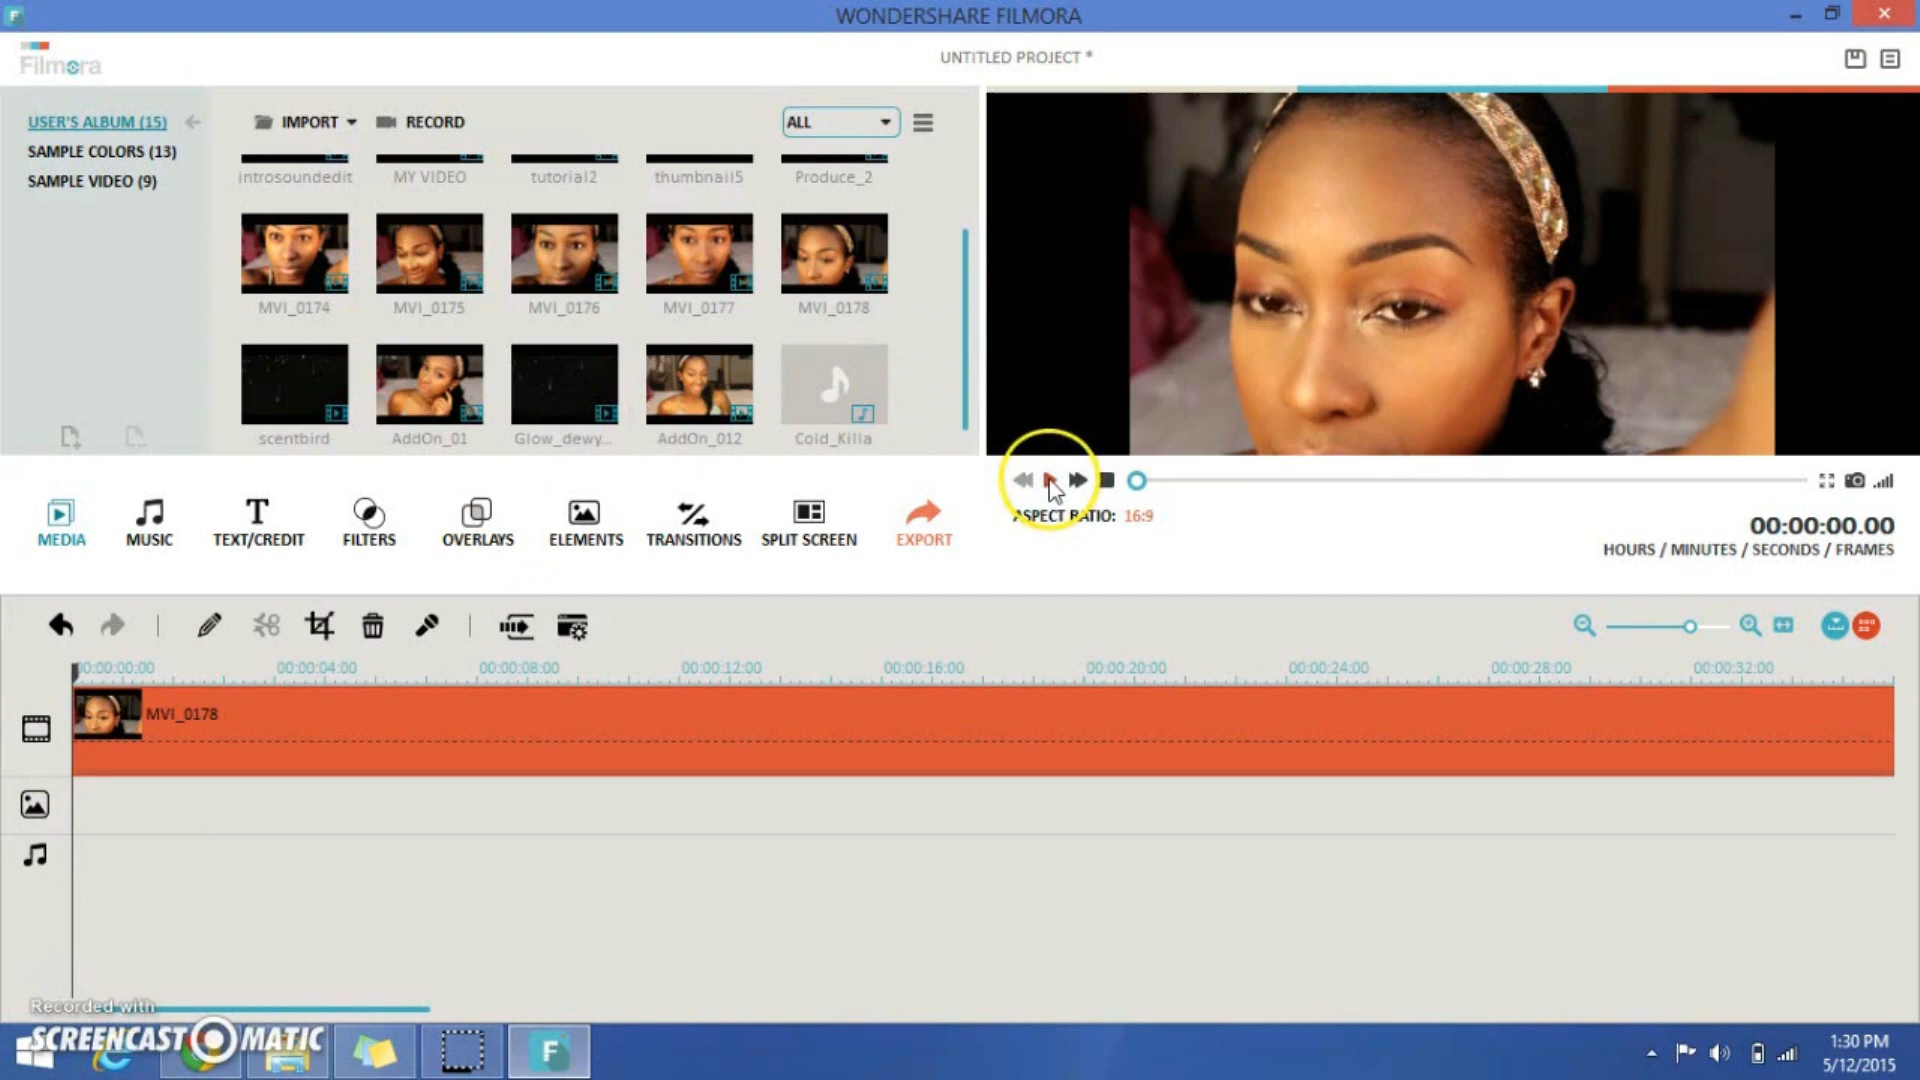 WONDERSHARE FILMORA
Filmora
UNTITLED PROJECT *
USER'S ALBUM (15)
SAMPLE COLORS (13)
SAMPLE VIDEO (9)
IMPORT
RECORD
ALL
introsoundedit
MY VIDEO
tutorial2
thumbnail5
Produce_2
MVI_0174
MVI_0175
MVI_0176
MVI_0177
MVI_0178
scentbird
AddOn_01
Glow_dewy...
AddOn_012
Cold_Killa
MEDIA
MUSIC
TEXT/CREDIT
FILTERS
OVERLAYS
ELEMENTS
TRANSITIONS
SPLIT SCREEN
EXPORT
ASPECT RATIO: 16:9
00:00:00.00
HOURS / MINUTES / SECONDS / FRAMES
00:00:00:00
00:00:04:00
00:00:08:00
00:00:12:00
00:00:16:00
00:00:20:00
00:00:24:00
00:00:28:00
00:00:32:00
MVI_0178
Recorded with
SCREENCAST MATIC
1:30 PM
5/12/2015